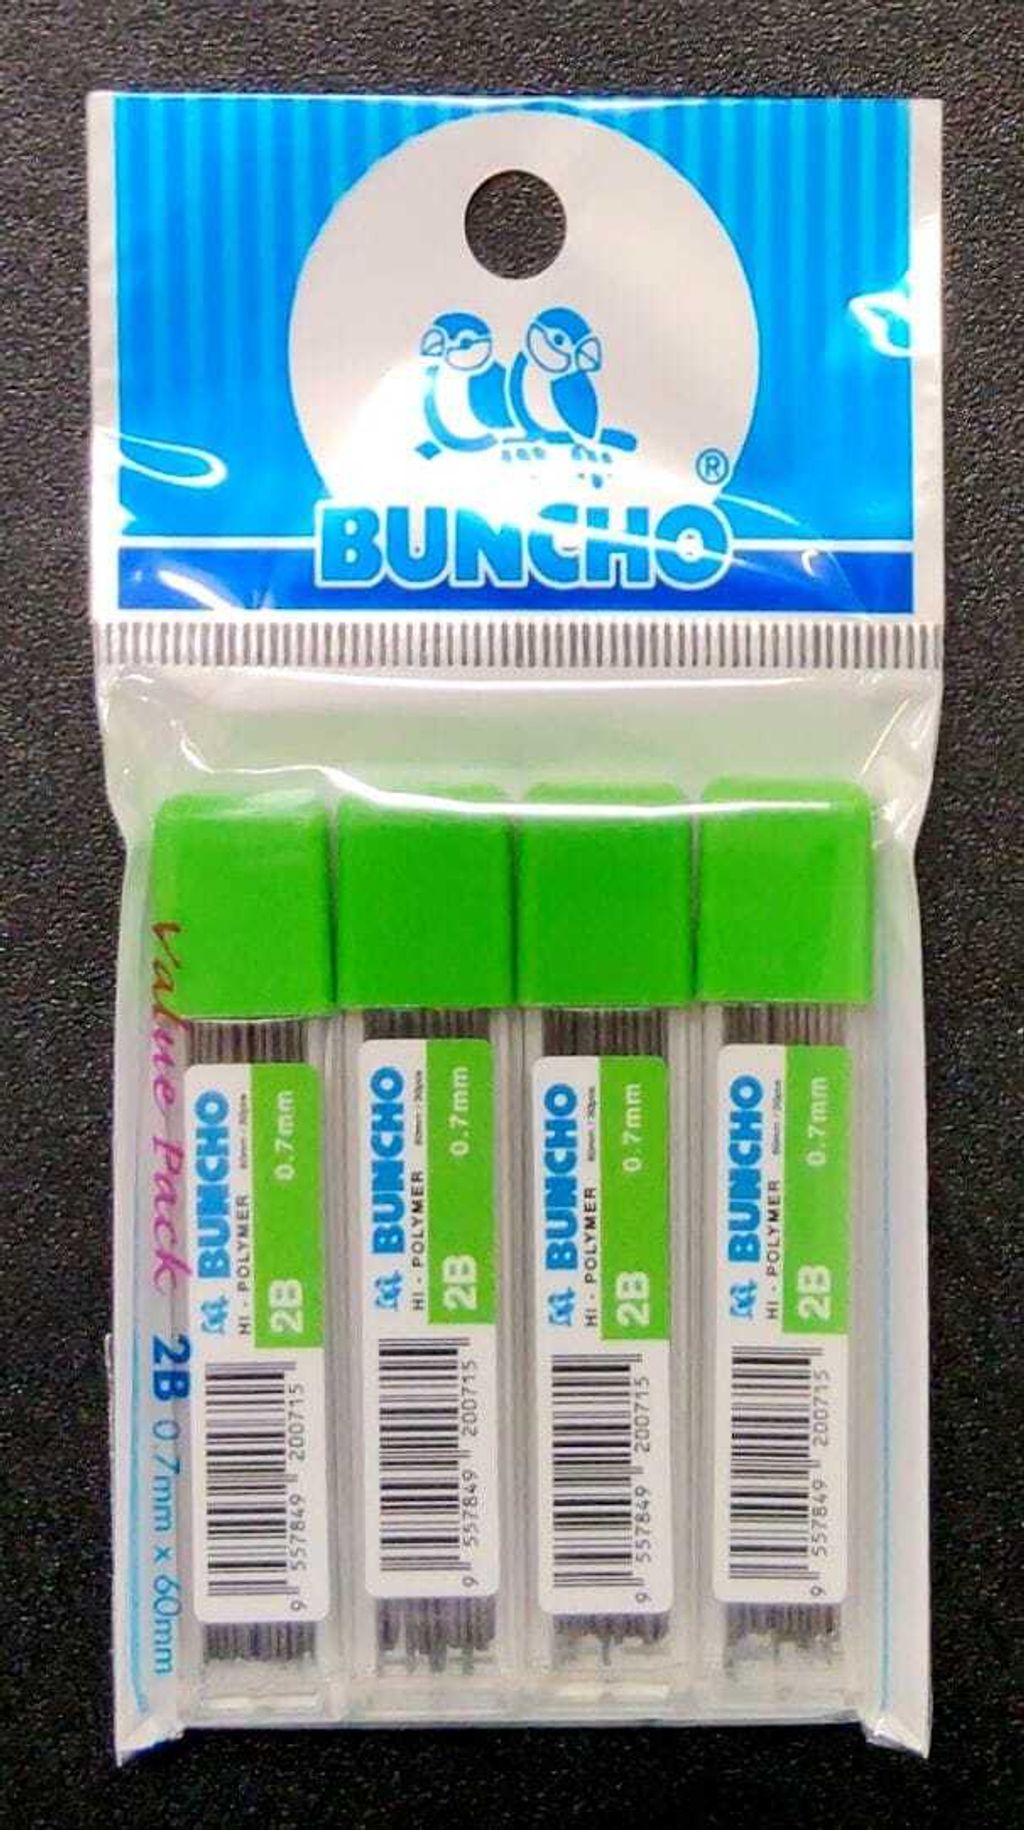 ®
BUNCHO
Value Pack 2B 0.7mm x 60mm
BUNCHO
HI - POLYMER
2B 0.7mm
9 557849 200715
BUNCHO
HI - POLYMER
2B 0.7mm
9 557849 200715
BUNCHO
HI - POLYMER
2B 0.7mm
9 557849 200715
BUNCHO
HI - POLYMER
2B 0.7mm
9 557849 200715